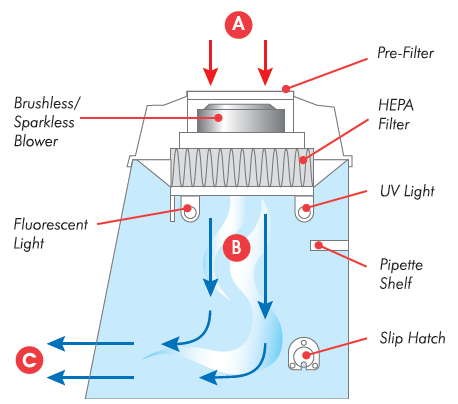 A
Pre-Filter
Brushless/
Sparkless
Blower
HEPA
Filter
UV Light
Fluorescent
Light
B
Pipette
Shelf
Slip Hatch
C